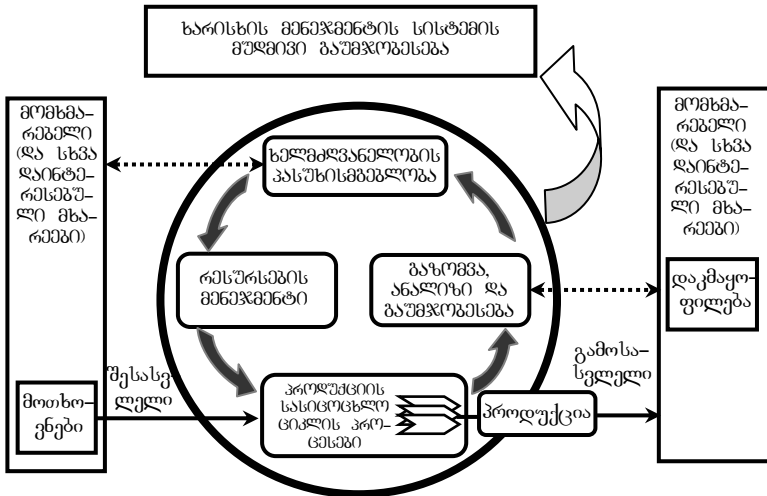 ხარისხის მენეჯმენტის სისტემის
მუდმივი გაუმჯობესება
მომხმა–
რებელი
(და სხვა
დაინტე–
რესებუ–
ლი მხა–
რეები)
მომხმა–
რებელი
(და სხვა
დაინტე–
რესებუ–
ლი მხა–
რეები)
ხელმძღვანელობის
პასუხისმგებლობა
რესურსების
მენეჯმენტი
გაზომვა,
ანალიზი და
გაუმჯობესება
დაკმაყო–
ფილება
შესასვ–
ლელი
გამოსა–
სვლელი
მოთხო–
ვნები
პროდუქციის
სასიცოცხლო
ციკლის პრო–
ცესები
პროდუქცია